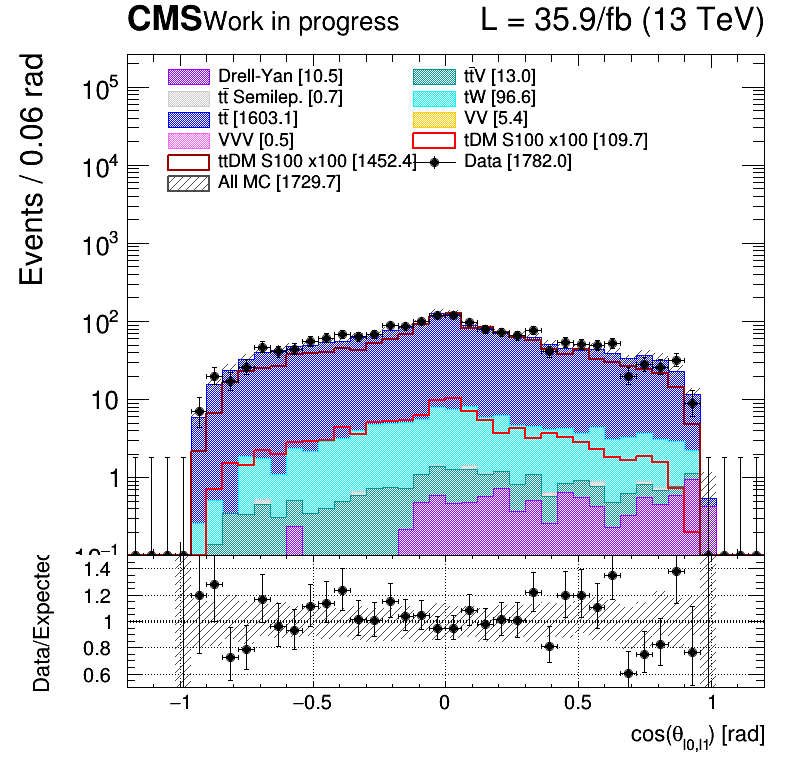 CMS Work in progress L = 35.9/fb (13 TeV)
Events / 0.06 rad
Drell-Yan [10.5] tt̄V [13.0]
tt̄ Semilep. [0.7] tW [96.6]
tt̄ [1603.1] VV [5.4]
VVV [0.5] tDM S100 x100 [109.7]
ttDM S100 x100 [1452.4] Data [1782.0]
All MC [1729.7]
10⁵
10⁴
10³
10²
10
1
10⁻¹
Data/Expected
1.4
1.2
1
0.8
0.6
−1 −0.5 0 0.5 1
cos(θ_l0,l1) [rad]